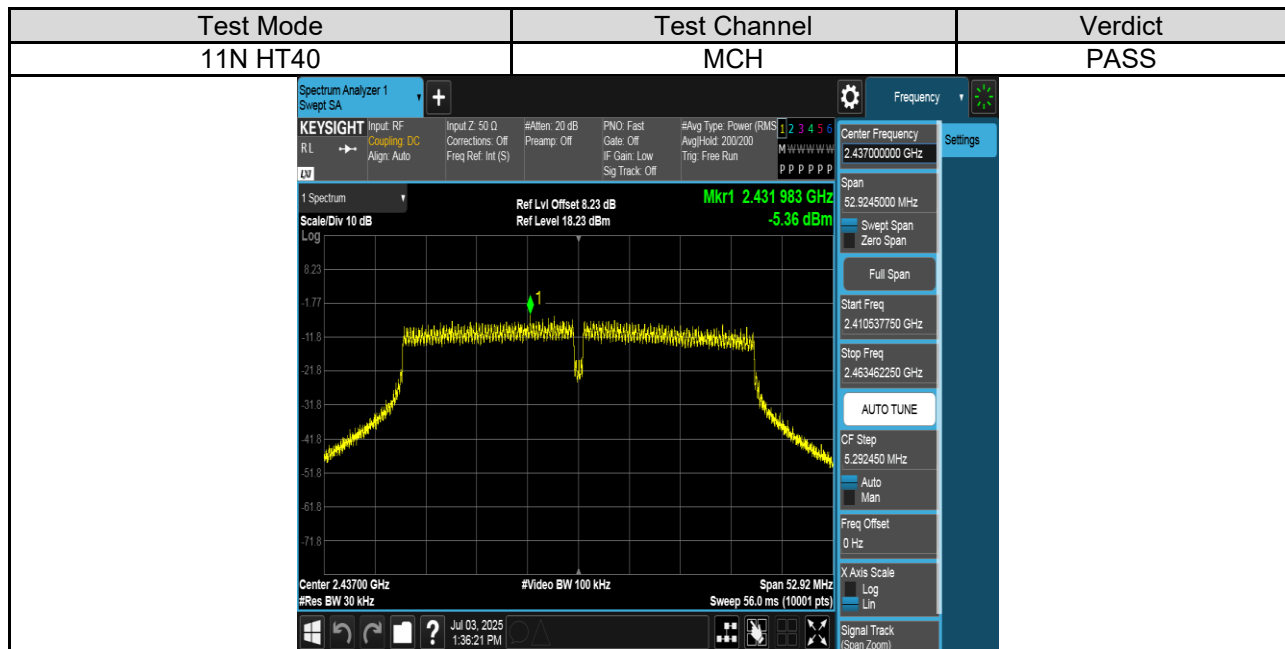 Test Mode Test Channel Verdict
11N HT40 MCH PASS
Spectrum Analyzer 1
Swept SA
Frequency
KEYSIGHT
RL
LXI
Input: RF
Coupling: DC
Align: Auto
Input Z: 50 Ω
Corrections: Off
Freq Ref: Int (S)
#Atten: 20 dB
Preamp: Off
PNO: Fast
Gate: Off
IF Gain: Low
Sig Track: Off
#Avg Type: Power (RMS
Avg|Hold: 200/200
Trig: Free Run
1 2 3 4 5 6
M W W W W W
P P P P P P
1 Spectrum
Scale/Div 10 dB
Log
Ref Lvl Offset 8.23 dB
Ref Level 18.23 dBm
Mkr1 2.431 983 GHz
-5.36 dBm
8.23
-1.77
-11.8
-21.8
-31.8
-41.8
-51.8
-61.8
-71.8
1
Center 2.43700 GHz
#Res BW 30 kHz
#Video BW 100 kHz
Span 52.92 MHz
Sweep 56.0 ms (10001 pts)
Jul 03, 2025
1:36:21 PM
?
Center Frequency
2.437000000 GHz
Settings
Span
52.9245000 MHz
Swept Span
Zero Span
Full Span
Start Freq
2.410537750 GHz
Stop Freq
2.463462250 GHz
AUTO TUNE
CF Step
5.292450 MHz
Auto
Man
Freq Offset
0 Hz
X Axis Scale
Log
Lin
Signal Track
(Span Zoom)